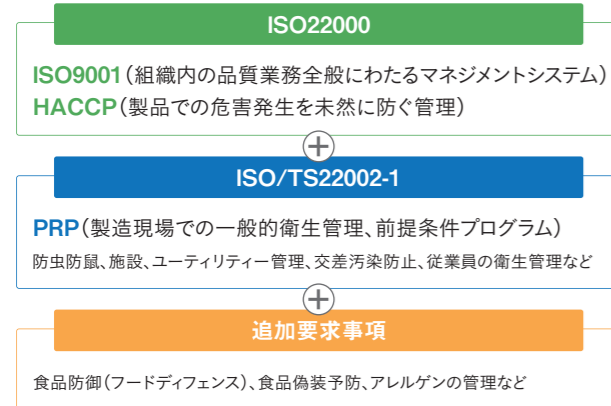 ISO22000
ISO9001（組織内の品質業務全般にわたるマネジメントシステム）
HACCP（製品での危害発生を未然に防ぐ管理）
+
ISO/TS22002-1
PRP（製造現場での一般的衛生管理、前提条件プログラム）
防虫防鼠、施設、ユーティリティー管理、交差汚染防止、従業員の衛生管理など
+
追加要求事項
食品防御（フードディフェンス）、食品偽装予防、アレルゲンの管理など